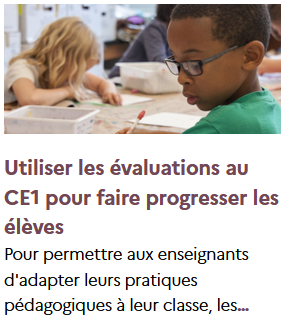 Utiliser les évaluations au
CE1 pour faire progresser les
élèves
Pour permettre aux enseignants
d'adapter leurs pratiques
pédagogiques à leur classe, les...